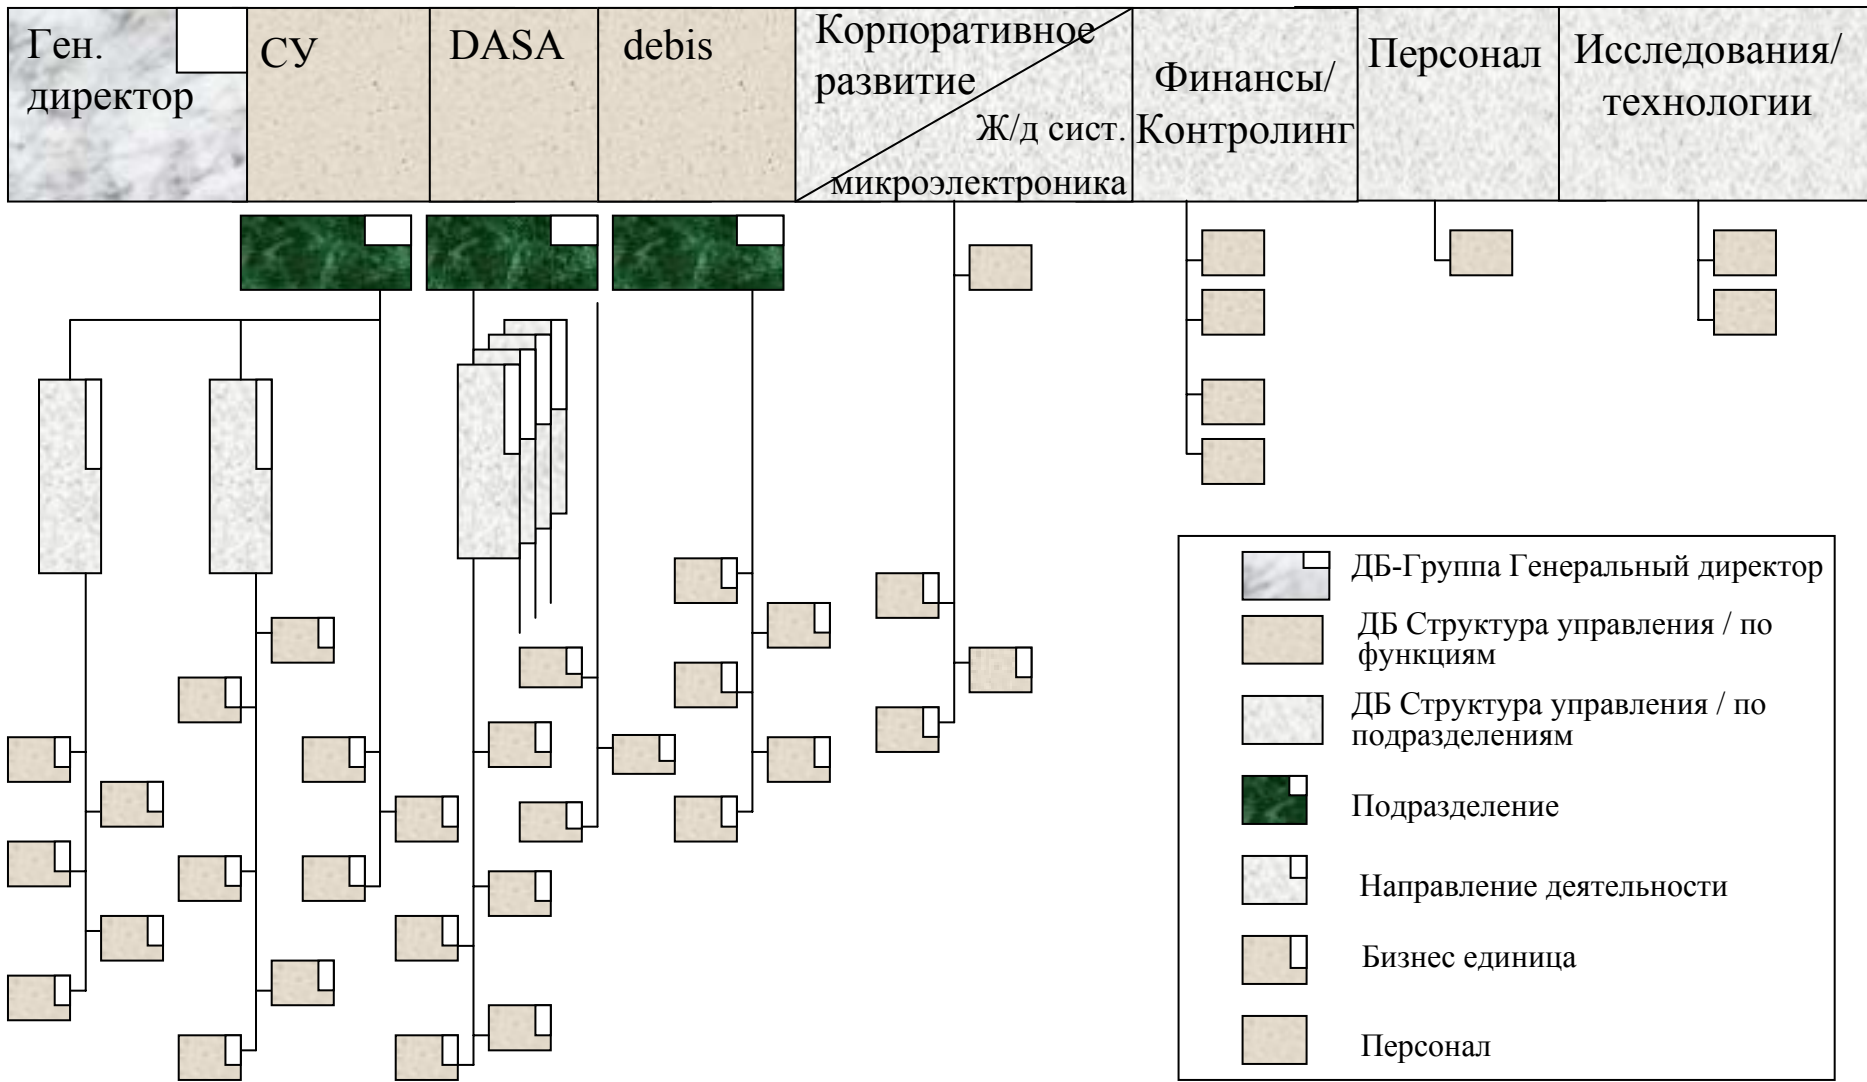 Ген.
директор
СУ
DASA
debis
Корпоративное
развитие
Ж/д сист.
микроэлектроника
Финансы/
Контролинг
Персонал
Исследования/
технологии
ДБ-Группа Генеральный директор
ДБ Структура управления / по
функциям
ДБ Структура управления / по
подразделениям
Подразделение
Направление деятельности
Бизнес единица
Персонал